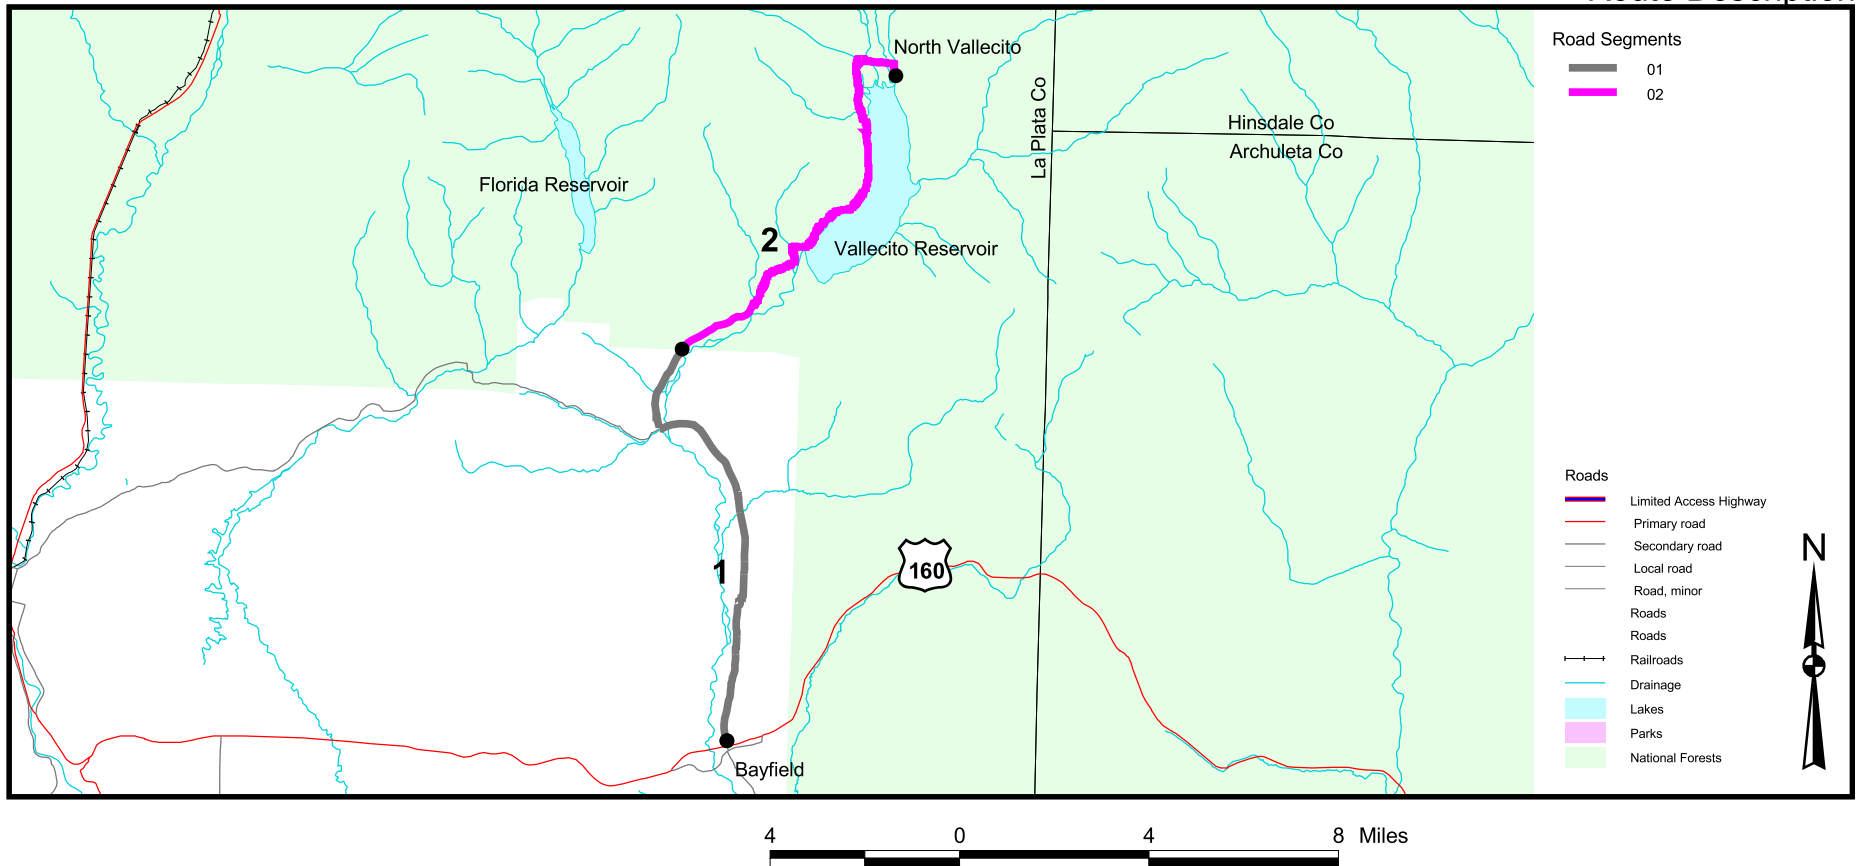 Route Description
North Vallecito
Road Segments
01
02
La Plata Co
Hinsdale Co
Archuleta Co
Florida Reservoir
2
Vallecito Reservoir
Roads
Limited Access Highway
Primary road
Secondary road
Local road
Road, minor
Roads
Roads
Railroads
Drainage
Lakes
Parks
National Forests
N
160
1
Bayfield
4 0 4 8 Miles